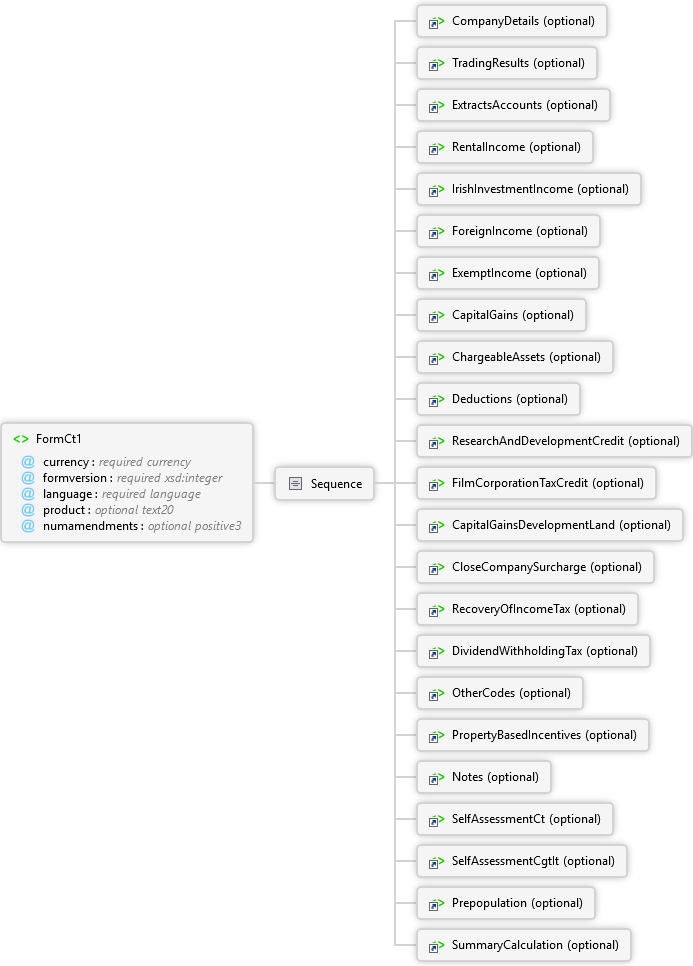 CompanyDetails (optional)
TradingResults (optional)
ExtractsAccounts (optional)
RentalIncome (optional)
IrishInvestmentIncome (optional)
ForeignIncome (optional)
ExemptIncome (optional)
CapitalGains (optional)
ChargeableAssets (optional)
Deductions (optional)
FormCt1
@ currency : required currency
@ formversion : required xsd:integer
@ language : required language
@ product : optional text20
@ numamendments : optional positive3
Sequence
ResearchAndDevelopmentCredit (optional)
FilmCorporationTaxCredit (optional)
CapitalGainsDevelopmentLand (optional)
CloseCompanySurcharge (optional)
RecoveryOfIncomeTax (optional)
DividendWithholdingTax (optional)
OtherCodes (optional)
PropertyBasedIncentives (optional)
Notes (optional)
SelfAssessmentCt (optional)
SelfAssessmentCgtIt (optional)
Prepopulation (optional)
SummaryCalculation (optional)